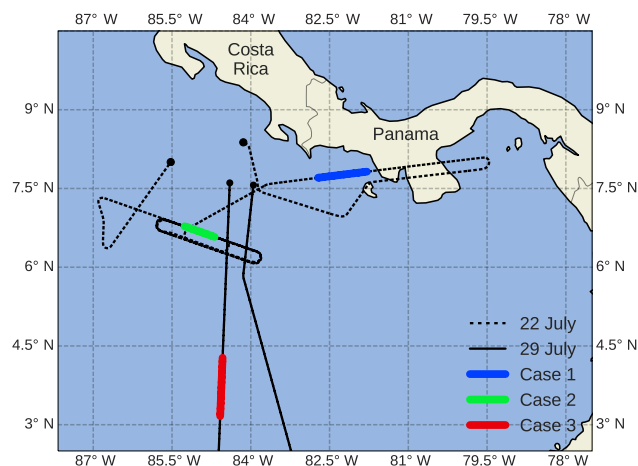 87° W 85.5° W 84° W 82.5° W 81° W 79.5° W 78° W
Costa
Rica
9° N 9° N
Panama
7.5° N 7.5° N
6° N 6° N
22 July
4.5° N 29 July 4.5° N
Case 1
Case 2
3° N Case 3 3° N
87° W 85.5° W 84° W 82.5° W 81° W 79.5° W 78° W